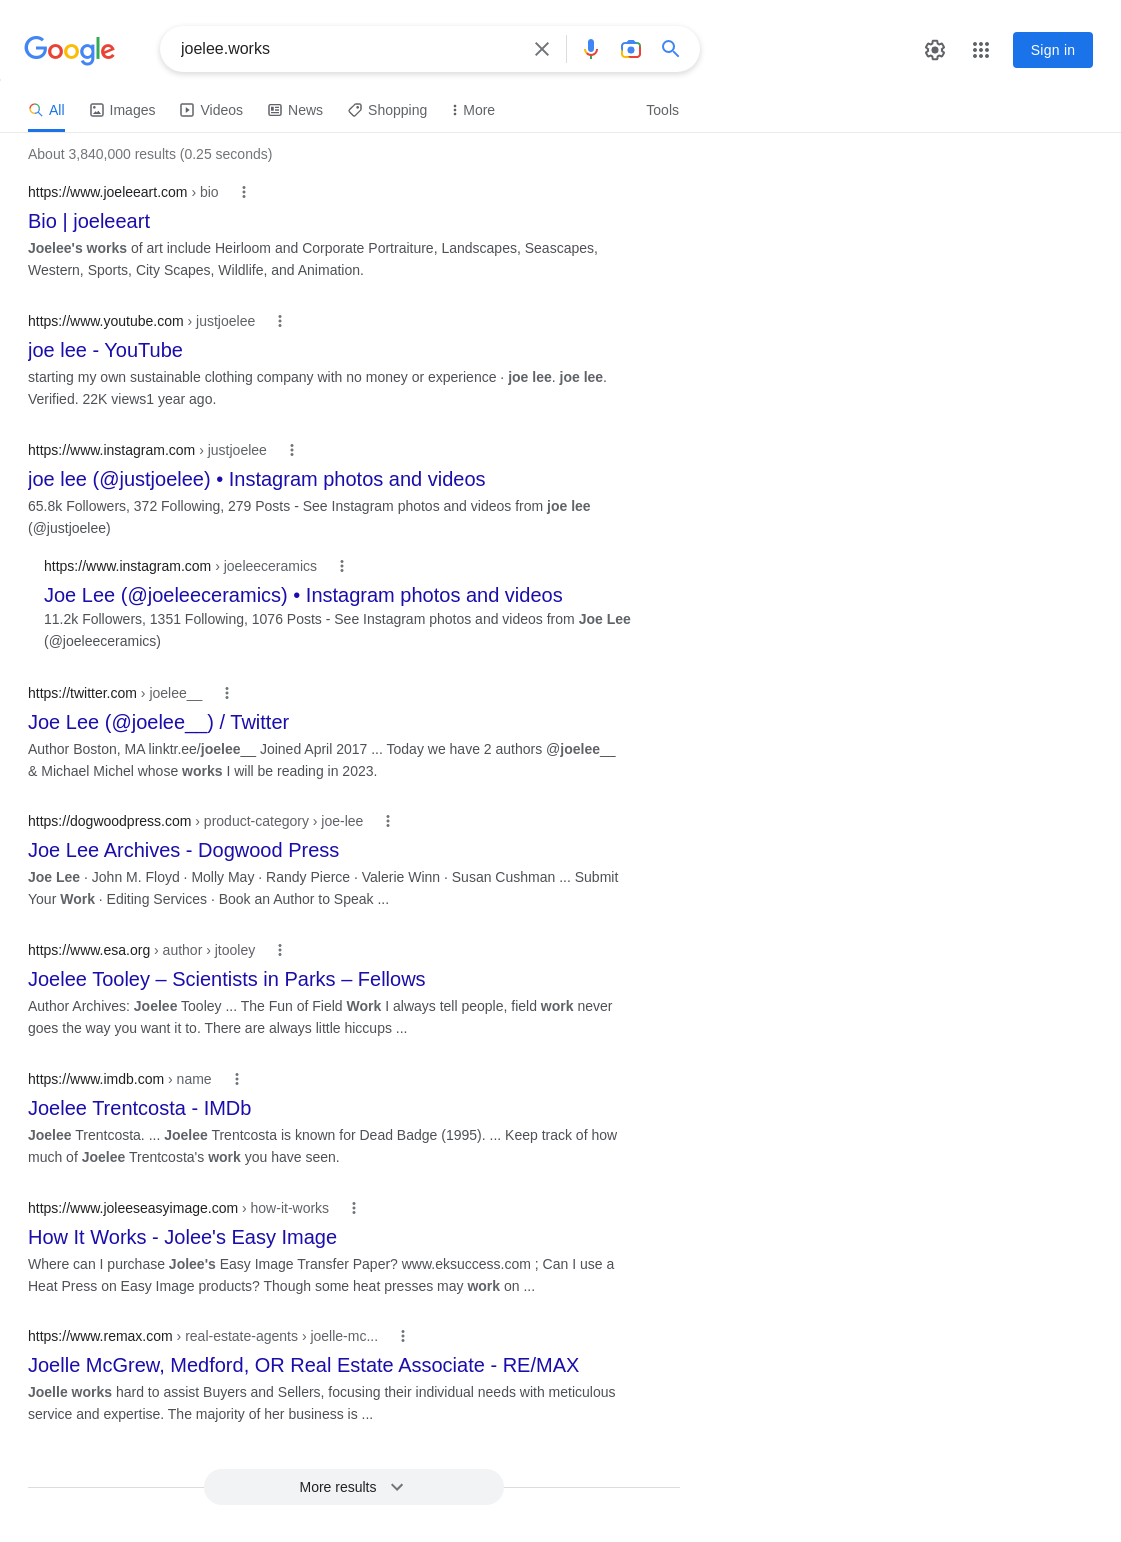 Google
joelee.works
Sign in
All
Images
Videos
News
Shopping
More
Tools
About 3,840,000 results (0.25 seconds)
https://www.joeleeart.com › bio
Bio | joeleeart
Joelee's works of art include Heirloom and Corporate Portraiture, Landscapes, Seascapes,
Western, Sports, City Scapes, Wildlife, and Animation.
https://www.youtube.com › justjoelee
joe lee - YouTube
starting my own sustainable clothing company with no money or experience · joe lee. joe lee.
Verified. 22K views1 year ago.
https://www.instagram.com › justjoelee
joe lee (@justjoelee) • Instagram photos and videos
65.8k Followers, 372 Following, 279 Posts - See Instagram photos and videos from joe lee
(@justjoelee)
https://www.instagram.com › joeleeceramics
Joe Lee (@joeleeceramics) • Instagram photos and videos
11.2k Followers, 1351 Following, 1076 Posts - See Instagram photos and videos from Joe Lee
(@joeleeceramics)
https://twitter.com › joelee__
Joe Lee (@joelee__) / Twitter
Author Boston, MA linktr.ee/joelee__ Joined April 2017 ... Today we have 2 authors @joelee__
& Michael Michel whose works I will be reading in 2023.
https://dogwoodpress.com › product-category › joe-lee
Joe Lee Archives - Dogwood Press
Joe Lee · John M. Floyd · Molly May · Randy Pierce · Valerie Winn · Susan Cushman ... Submit
Your Work · Editing Services · Book an Author to Speak ...
https://www.esa.org › author › jtooley
Joelee Tooley – Scientists in Parks – Fellows
Author Archives: Joelee Tooley ... The Fun of Field Work I always tell people, field work never
goes the way you want it to. There are always little hiccups ...
https://www.imdb.com › name
Joelee Trentcosta - IMDb
Joelee Trentcosta. ... Joelee Trentcosta is known for Dead Badge (1995). ... Keep track of how
much of Joelee Trentcosta's work you have seen.
https://www.joleeseasyimage.com › how-it-works
How It Works - Jolee's Easy Image
Where can I purchase Jolee's Easy Image Transfer Paper? www.eksuccess.com ; Can I use a
Heat Press on Easy Image products? Though some heat presses may work on ...
https://www.remax.com › real-estate-agents › joelle-mc...
Joelle McGrew, Medford, OR Real Estate Associate - RE/MAX
Joelle works hard to assist Buyers and Sellers, focusing their individual needs with meticulous
service and expertise. The majority of her business is ...
More results